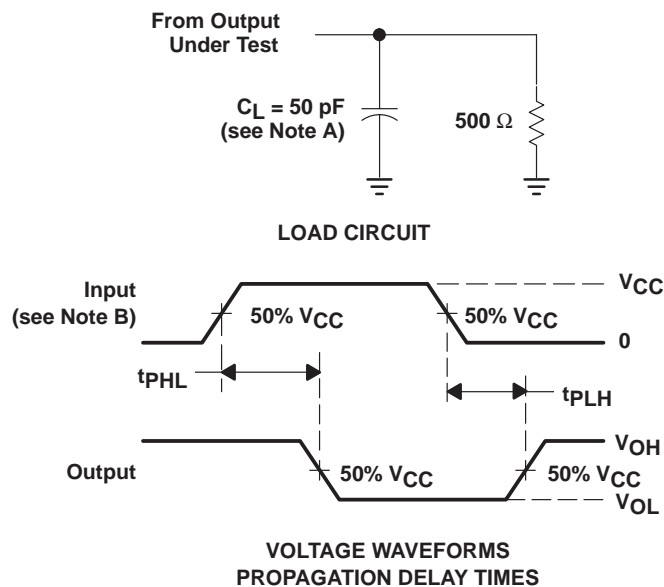 From Output
Under Test
CL = 50 pF
(see Note A)
500 Ω
LOAD CIRCUIT
Input
(see Note B)
50% VCC
50% VCC
VCC
0
tPHL
tPLH
Output
50% VCC
VOH
50% VCC
VOL
VOLTAGE WAVEFORMS
PROPAGATION DELAY TIMES